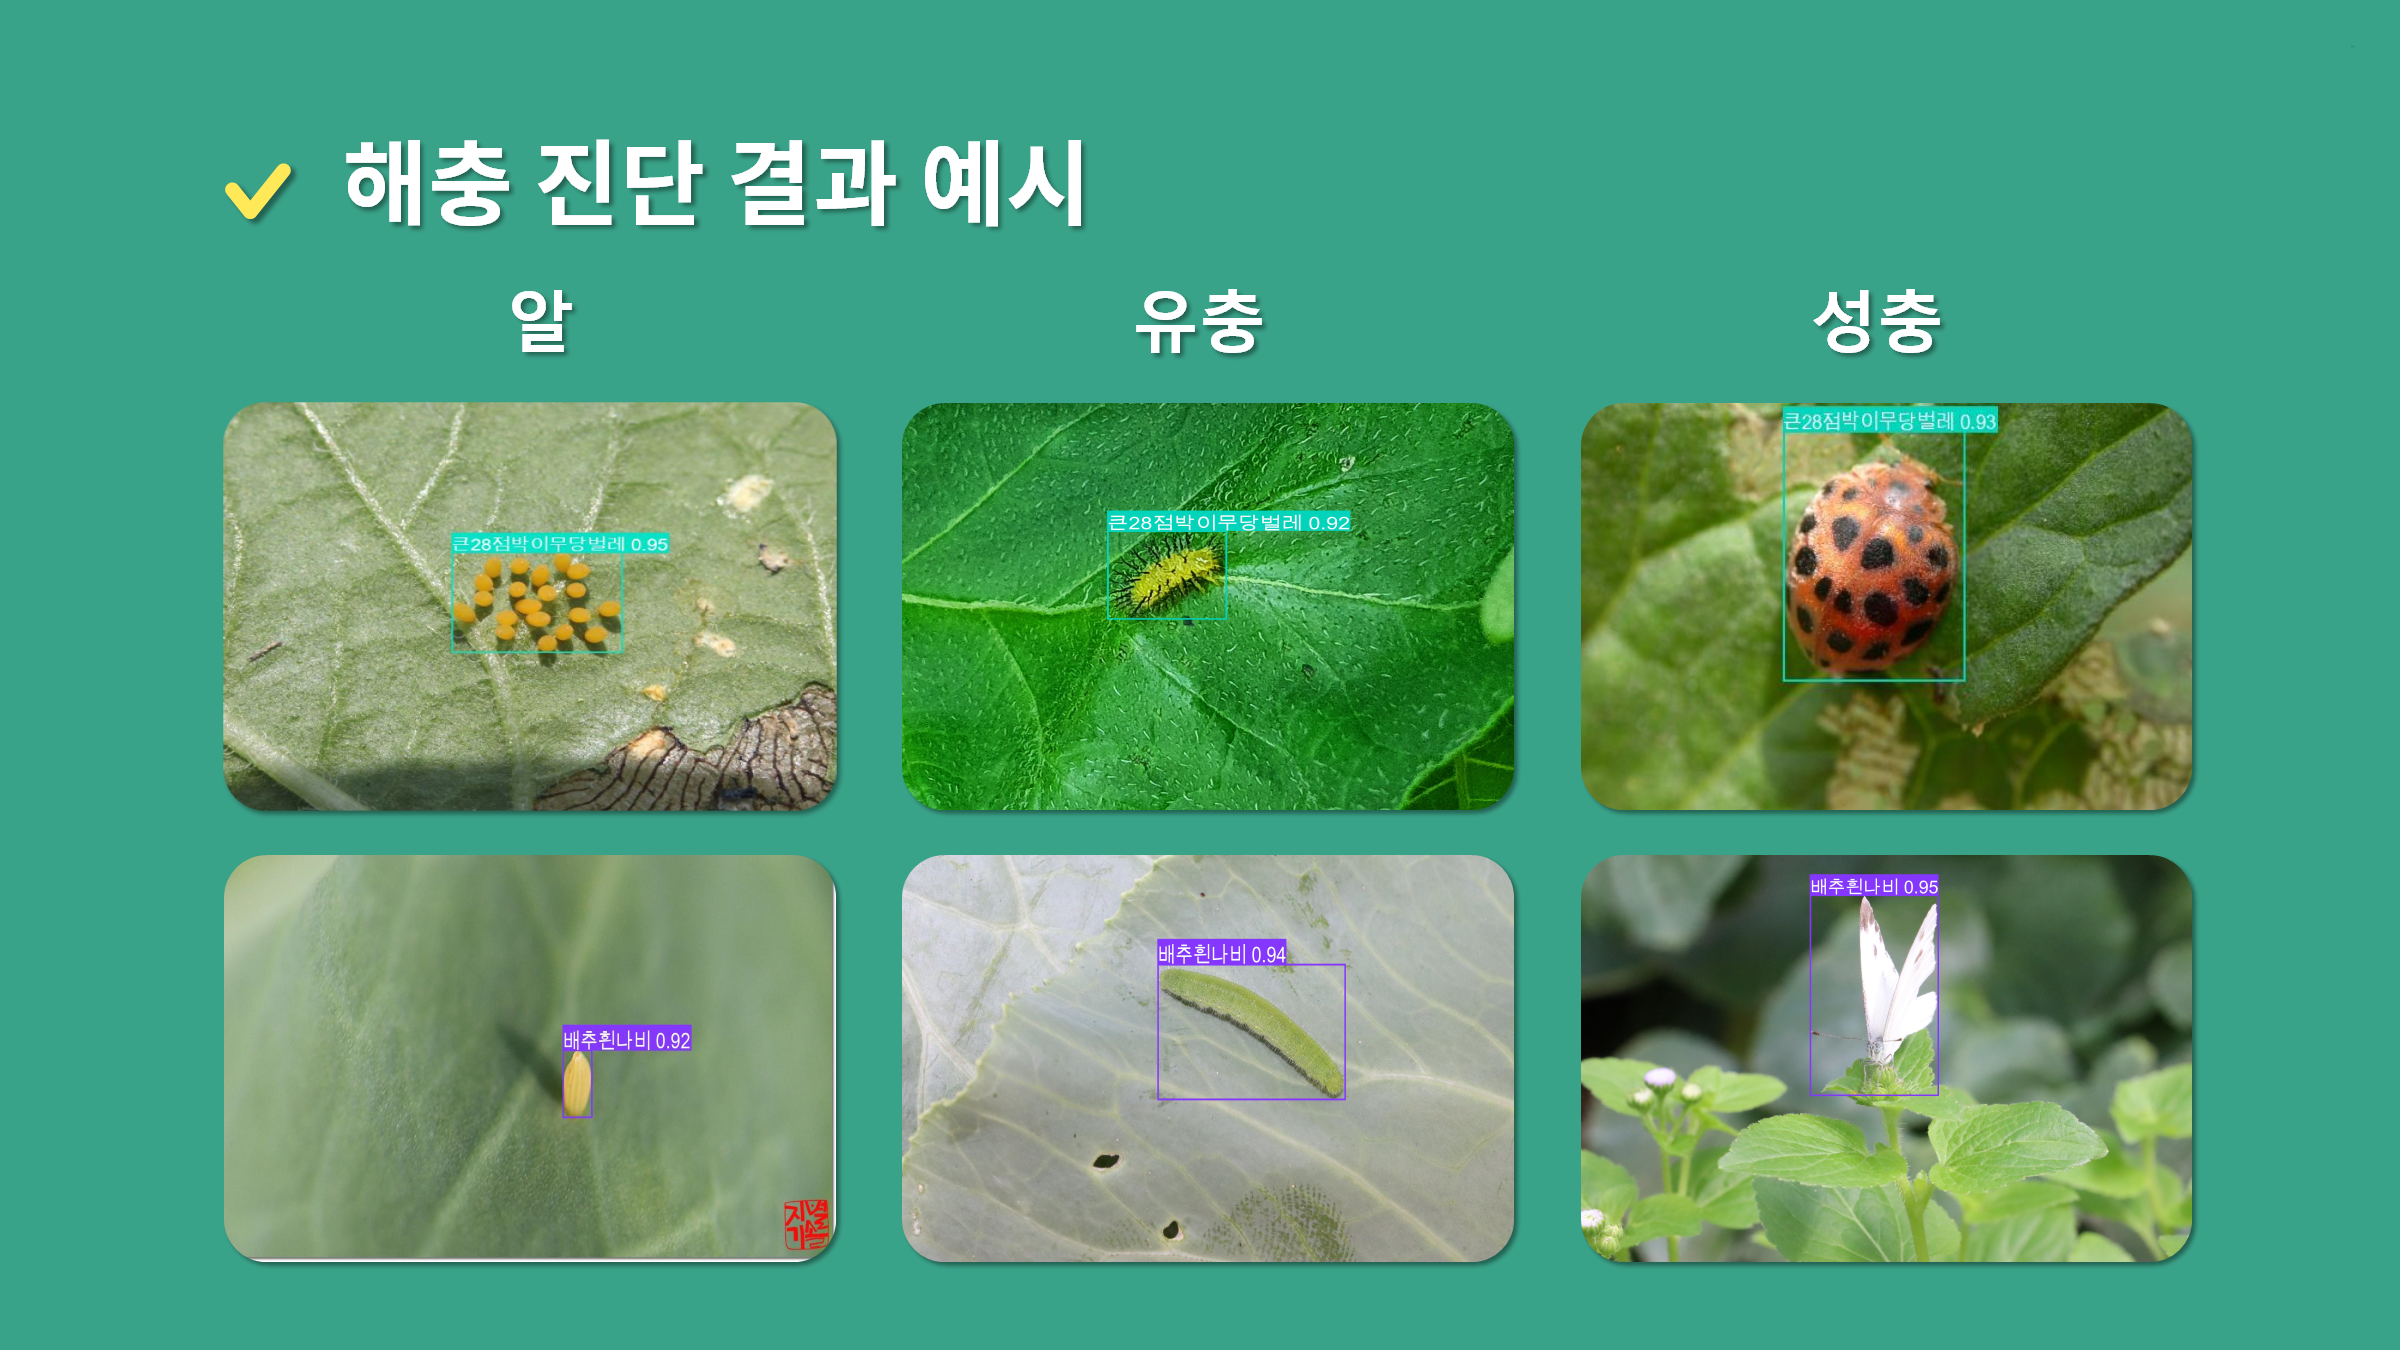 해충 진단 결과 예시
알
유충
성충
큰28점박이무당벌레 0.95
큰28점박이무당벌레 0.92
큰28점박이무당벌레 0.93
배추흰나비 0.92
배추흰나비 0.94
배추흰나비 0.95